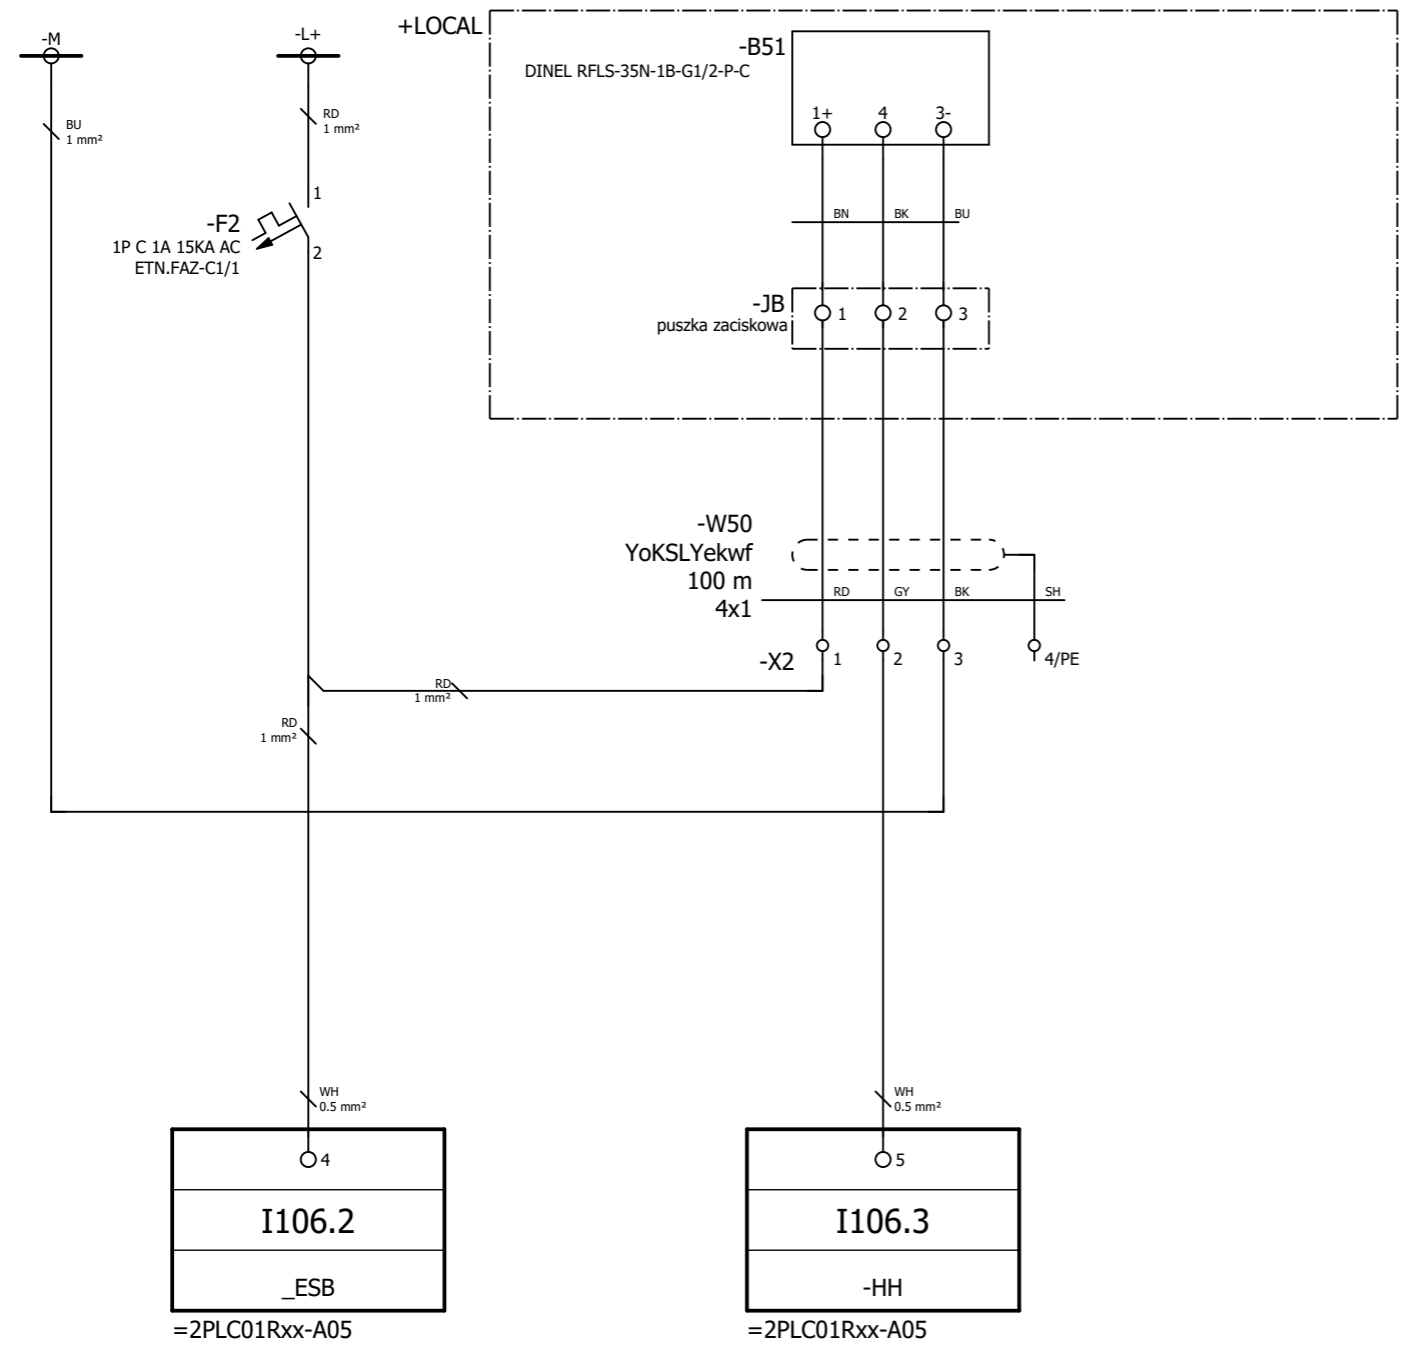 -M
-L+
+LOCAL
-B51
DINEL RFLS-35N-1B-G1/2-P-C
1+ 4 3-
BU
1 mm²
RD
1 mm²
1
-F2
1P C 1A 15KA AC
ETN.FAZ-C1/1
2
BN BK BU
-JB
puszka zaciskowa
1 2 3
-W50
YoKSLYekwf
100 m
4x1
RD GY BK SH
-X2
1 2 3 4/PE
RD
1 mm²
RD
1 mm²
WH
0.5 mm²
WH
0.5 mm²
4
5
I106.2
I106.3
_ESB
-HH
=2PLC01Rxx-A05
=2PLC01Rxx-A05